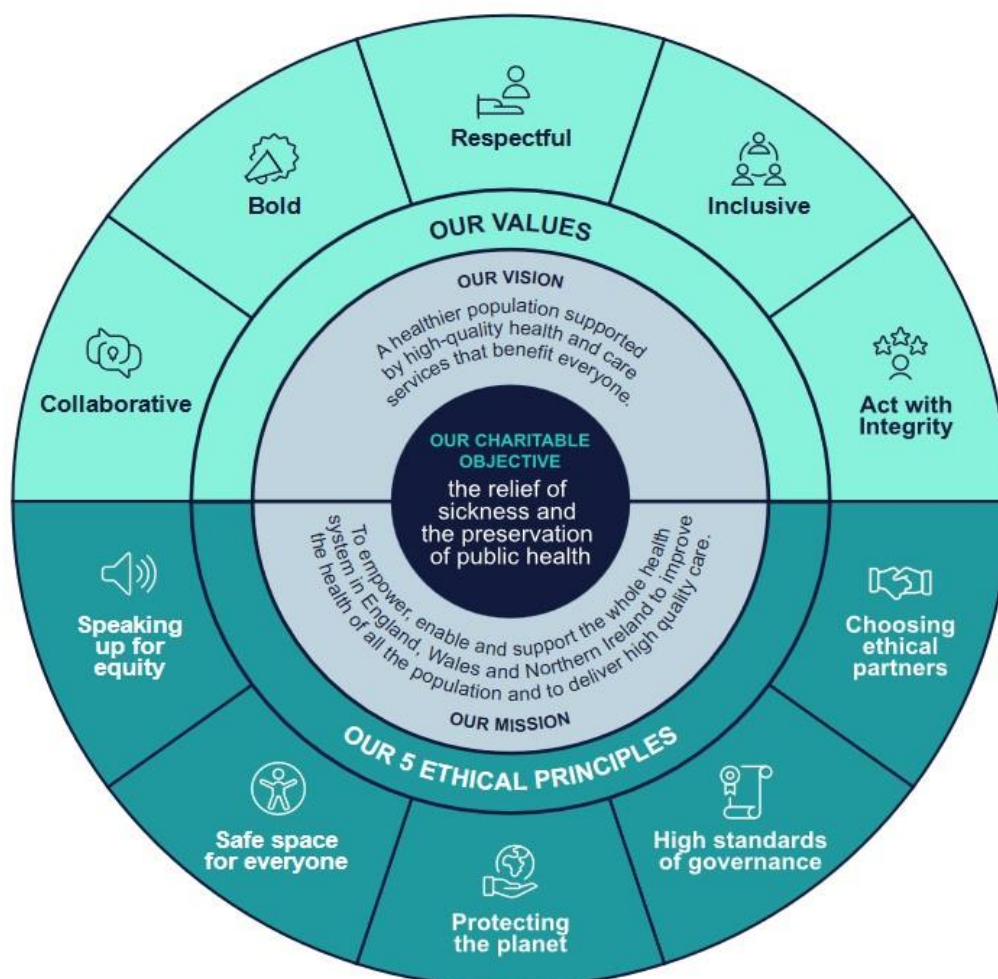 Respectful
Bold
Inclusive
Collaborative
Act with
Integrity
OUR VALUES
OUR VISION
A healthier population supported
by high-quality health and care
services that benefit everyone.
OUR CHARITABLE
OBJECTIVE
the relief of
sickness and
the preservation
of public health
To empower, enable and support the whole health
system in England, Wales and Northern Ireland to improve
the health of all the population and to deliver high quality care.
OUR MISSION
OUR 5 ETHICAL PRINCIPLES
Speaking
up for
equity
Safe space
for everyone
Protecting
the planet
High standards
of governance
Choosing
ethical
partners